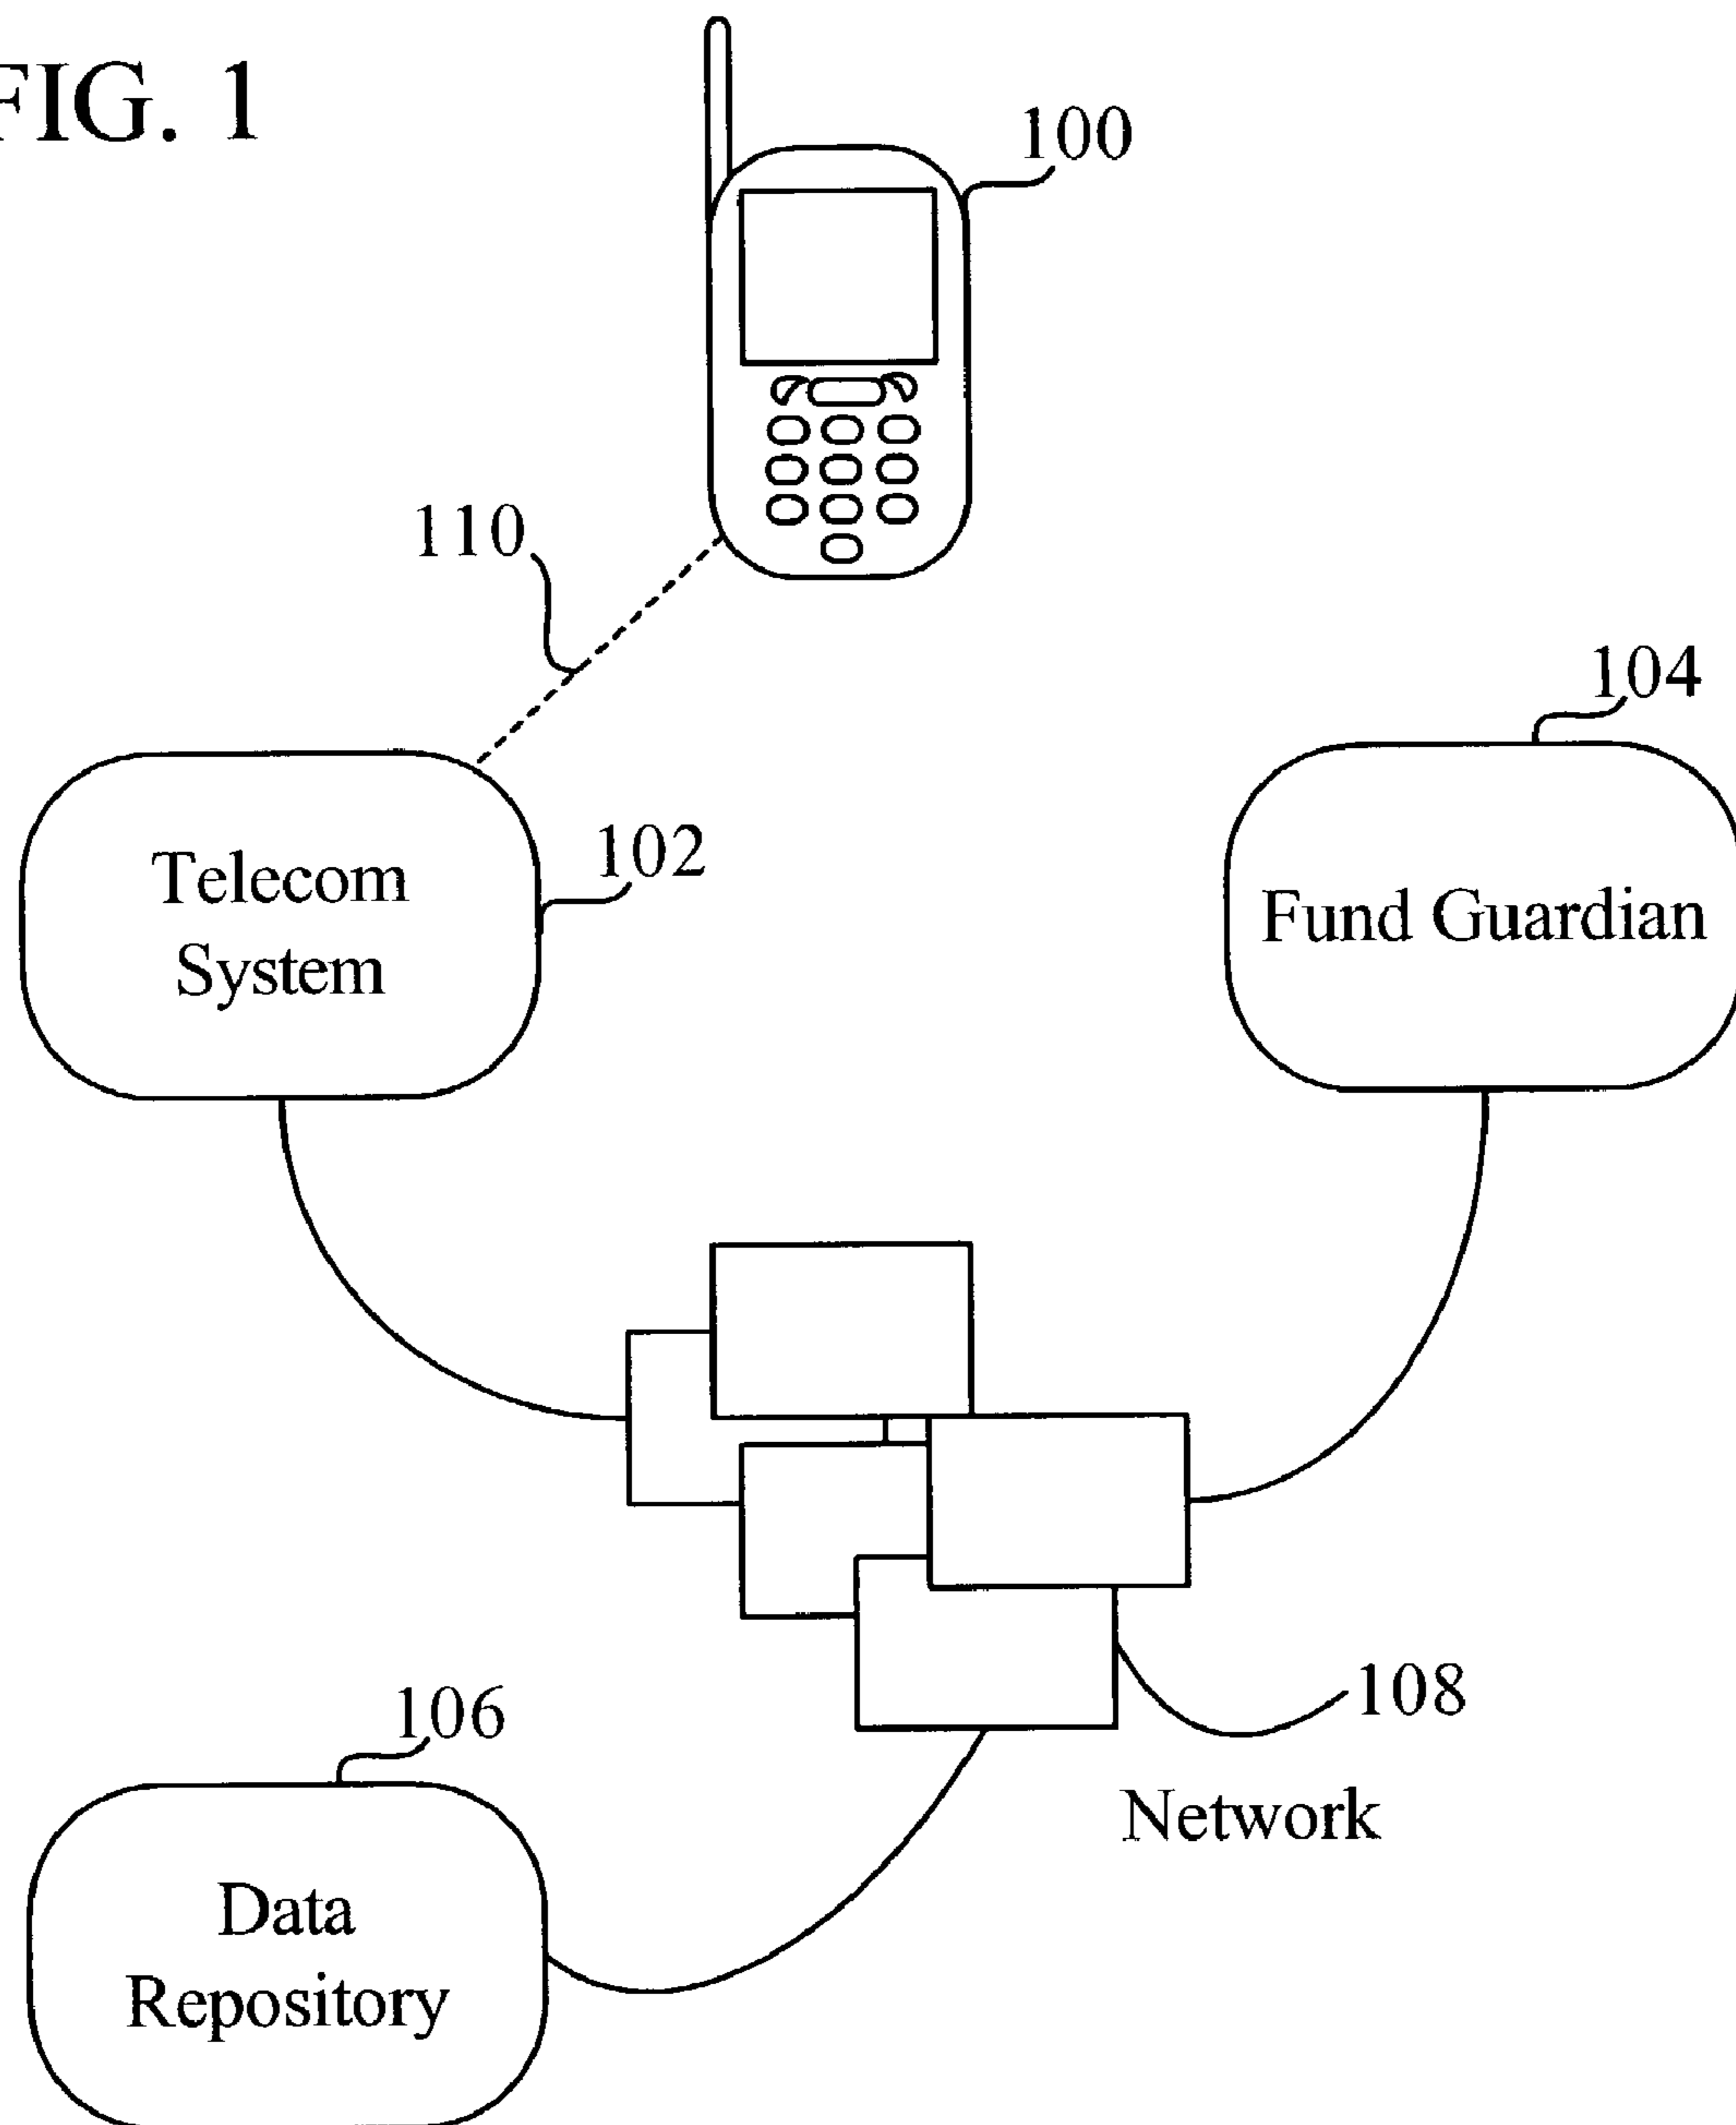 FIG. 1
100
110
104
102
Telecom
System
Fund Guardian
108
106
Network
Data
Repository